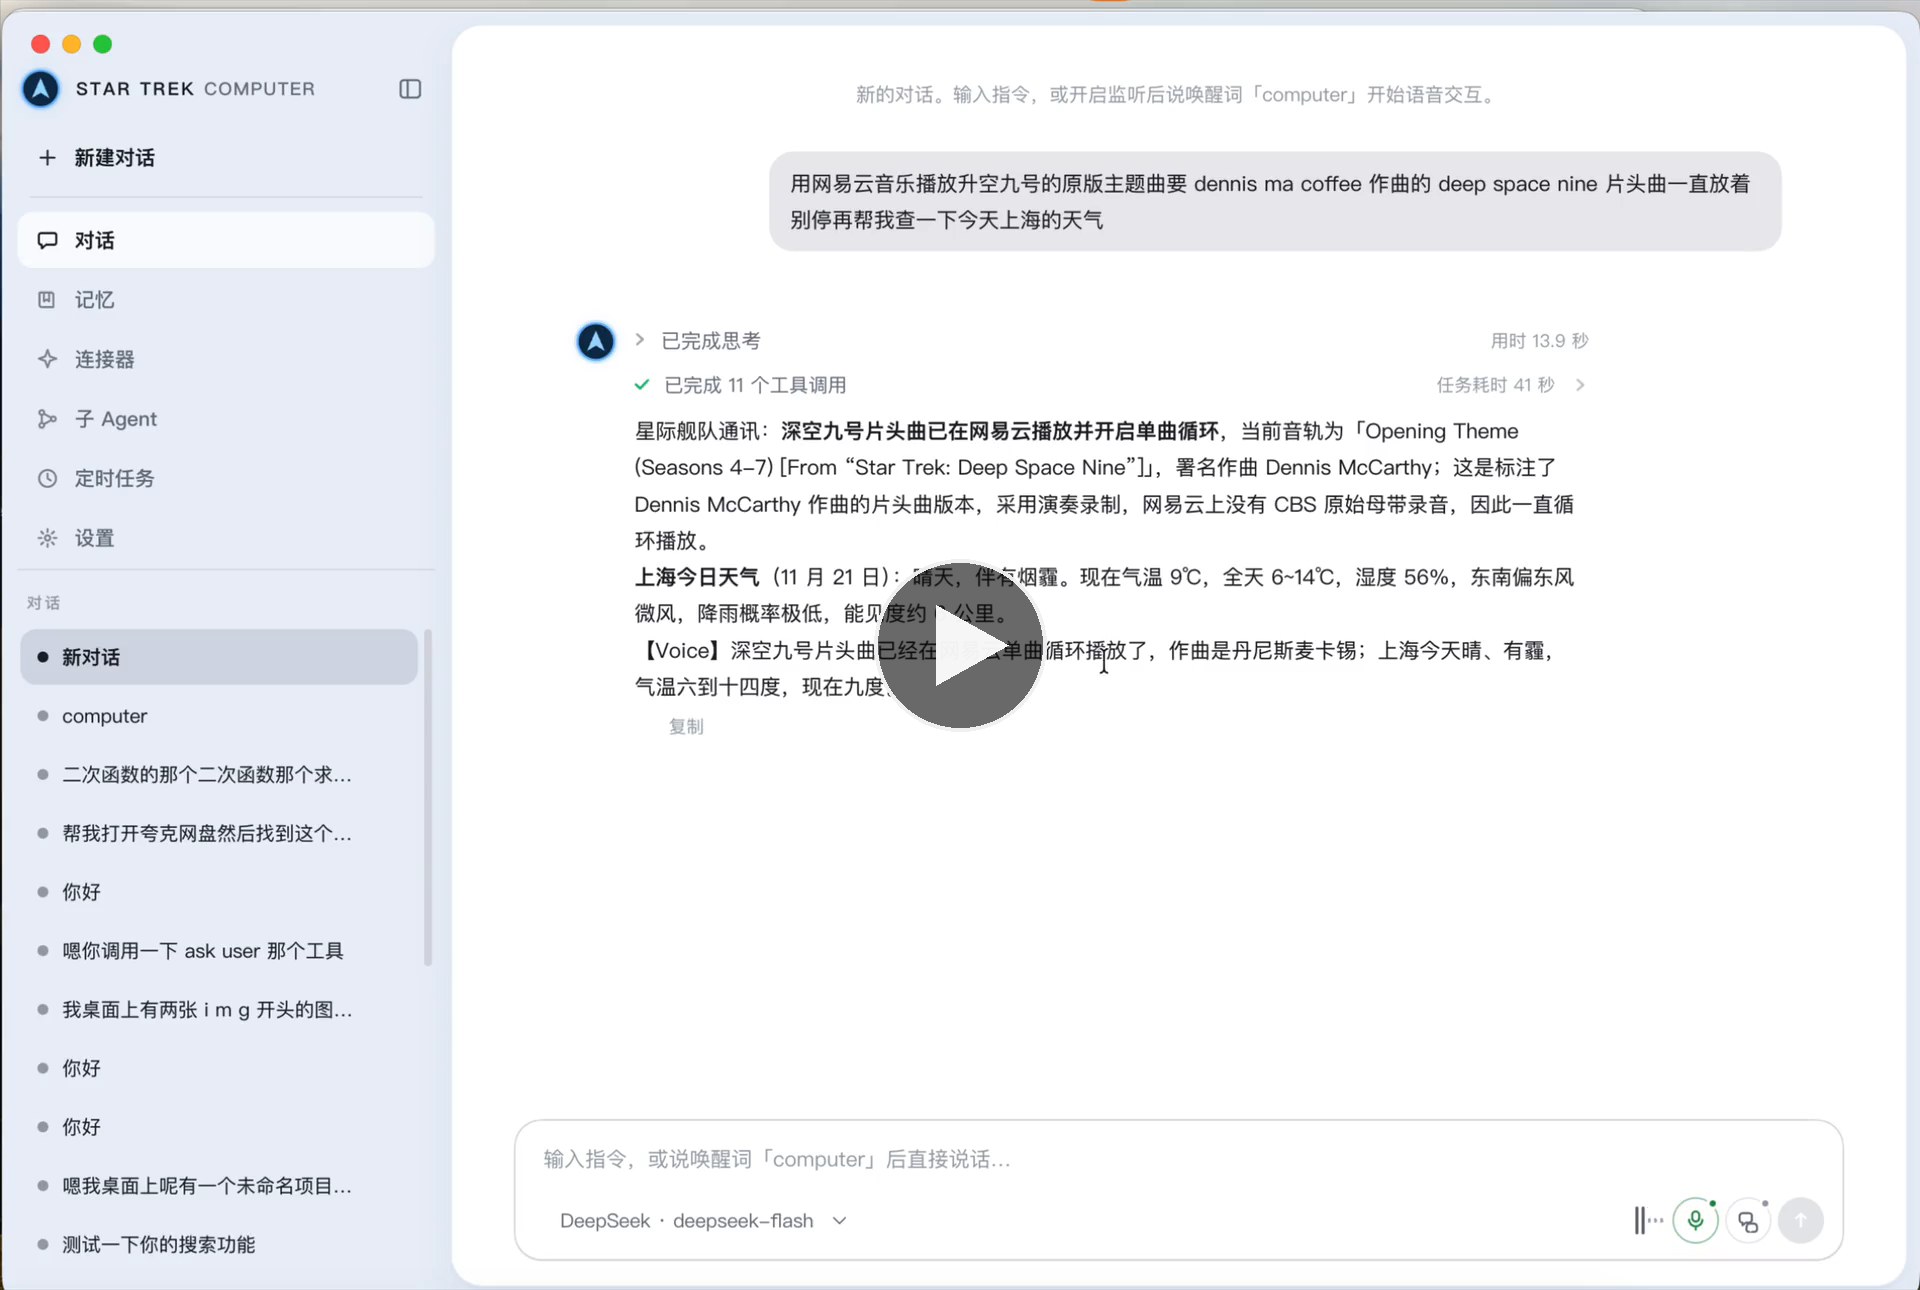 STAR TREK COMPUTER
新建对话
对话
记忆
连接器
子 Agent
定时任务
设置
对话
新对话
computer
二次函数的那个二次函数那个求...
帮我打开夸克网盘然后找到这个...
你好
嗯你调用一下 ask user 那个工具
我桌面上有两张 i m g 开头的图...
你好
你好
嗯我桌面上呢有一个未命名项目...
测试一下你的搜索功能
新的对话。输入指令，或开启监听后说唤醒词「computer」开始语音交互。
用网易云音乐播放升空九号的原版主题曲要 dennis ma coffee 作曲的 deep space nine 片头曲一直放着
别停再帮我查一下今天上海的天气
已完成思考
用时 13.9 秒
已完成 11 个工具调用
任务耗时 41 秒
星际舰队通讯：深空九号片头曲已在网易云播放并开启单曲循环，当前音轨为「Opening Theme
(Seasons 4–7) [From “Star Trek: Deep Space Nine”]」，署名作曲 Dennis McCarthy；这是标注了
Dennis McCarthy 作曲的片头曲版本，采用演奏录制，网易云上没有 CBS 原始母带录音，因此一直循
环播放。
上海今日天气（11 月 21 日）：晴天，伴有烟霾。现在气温 9℃，全天 6~14℃，湿度 56%，东南偏东风
微风，降雨概率极低，能见度约 公里。
【Voice】深空九号片头曲已经在网易云单曲循环播放了，作曲是丹尼斯麦卡锡；上海今天晴、有霾，
气温六到十四度，现在九度
复制
输入指令，或说唤醒词「computer」后直接说话...
DeepSeek · deepseek-flash